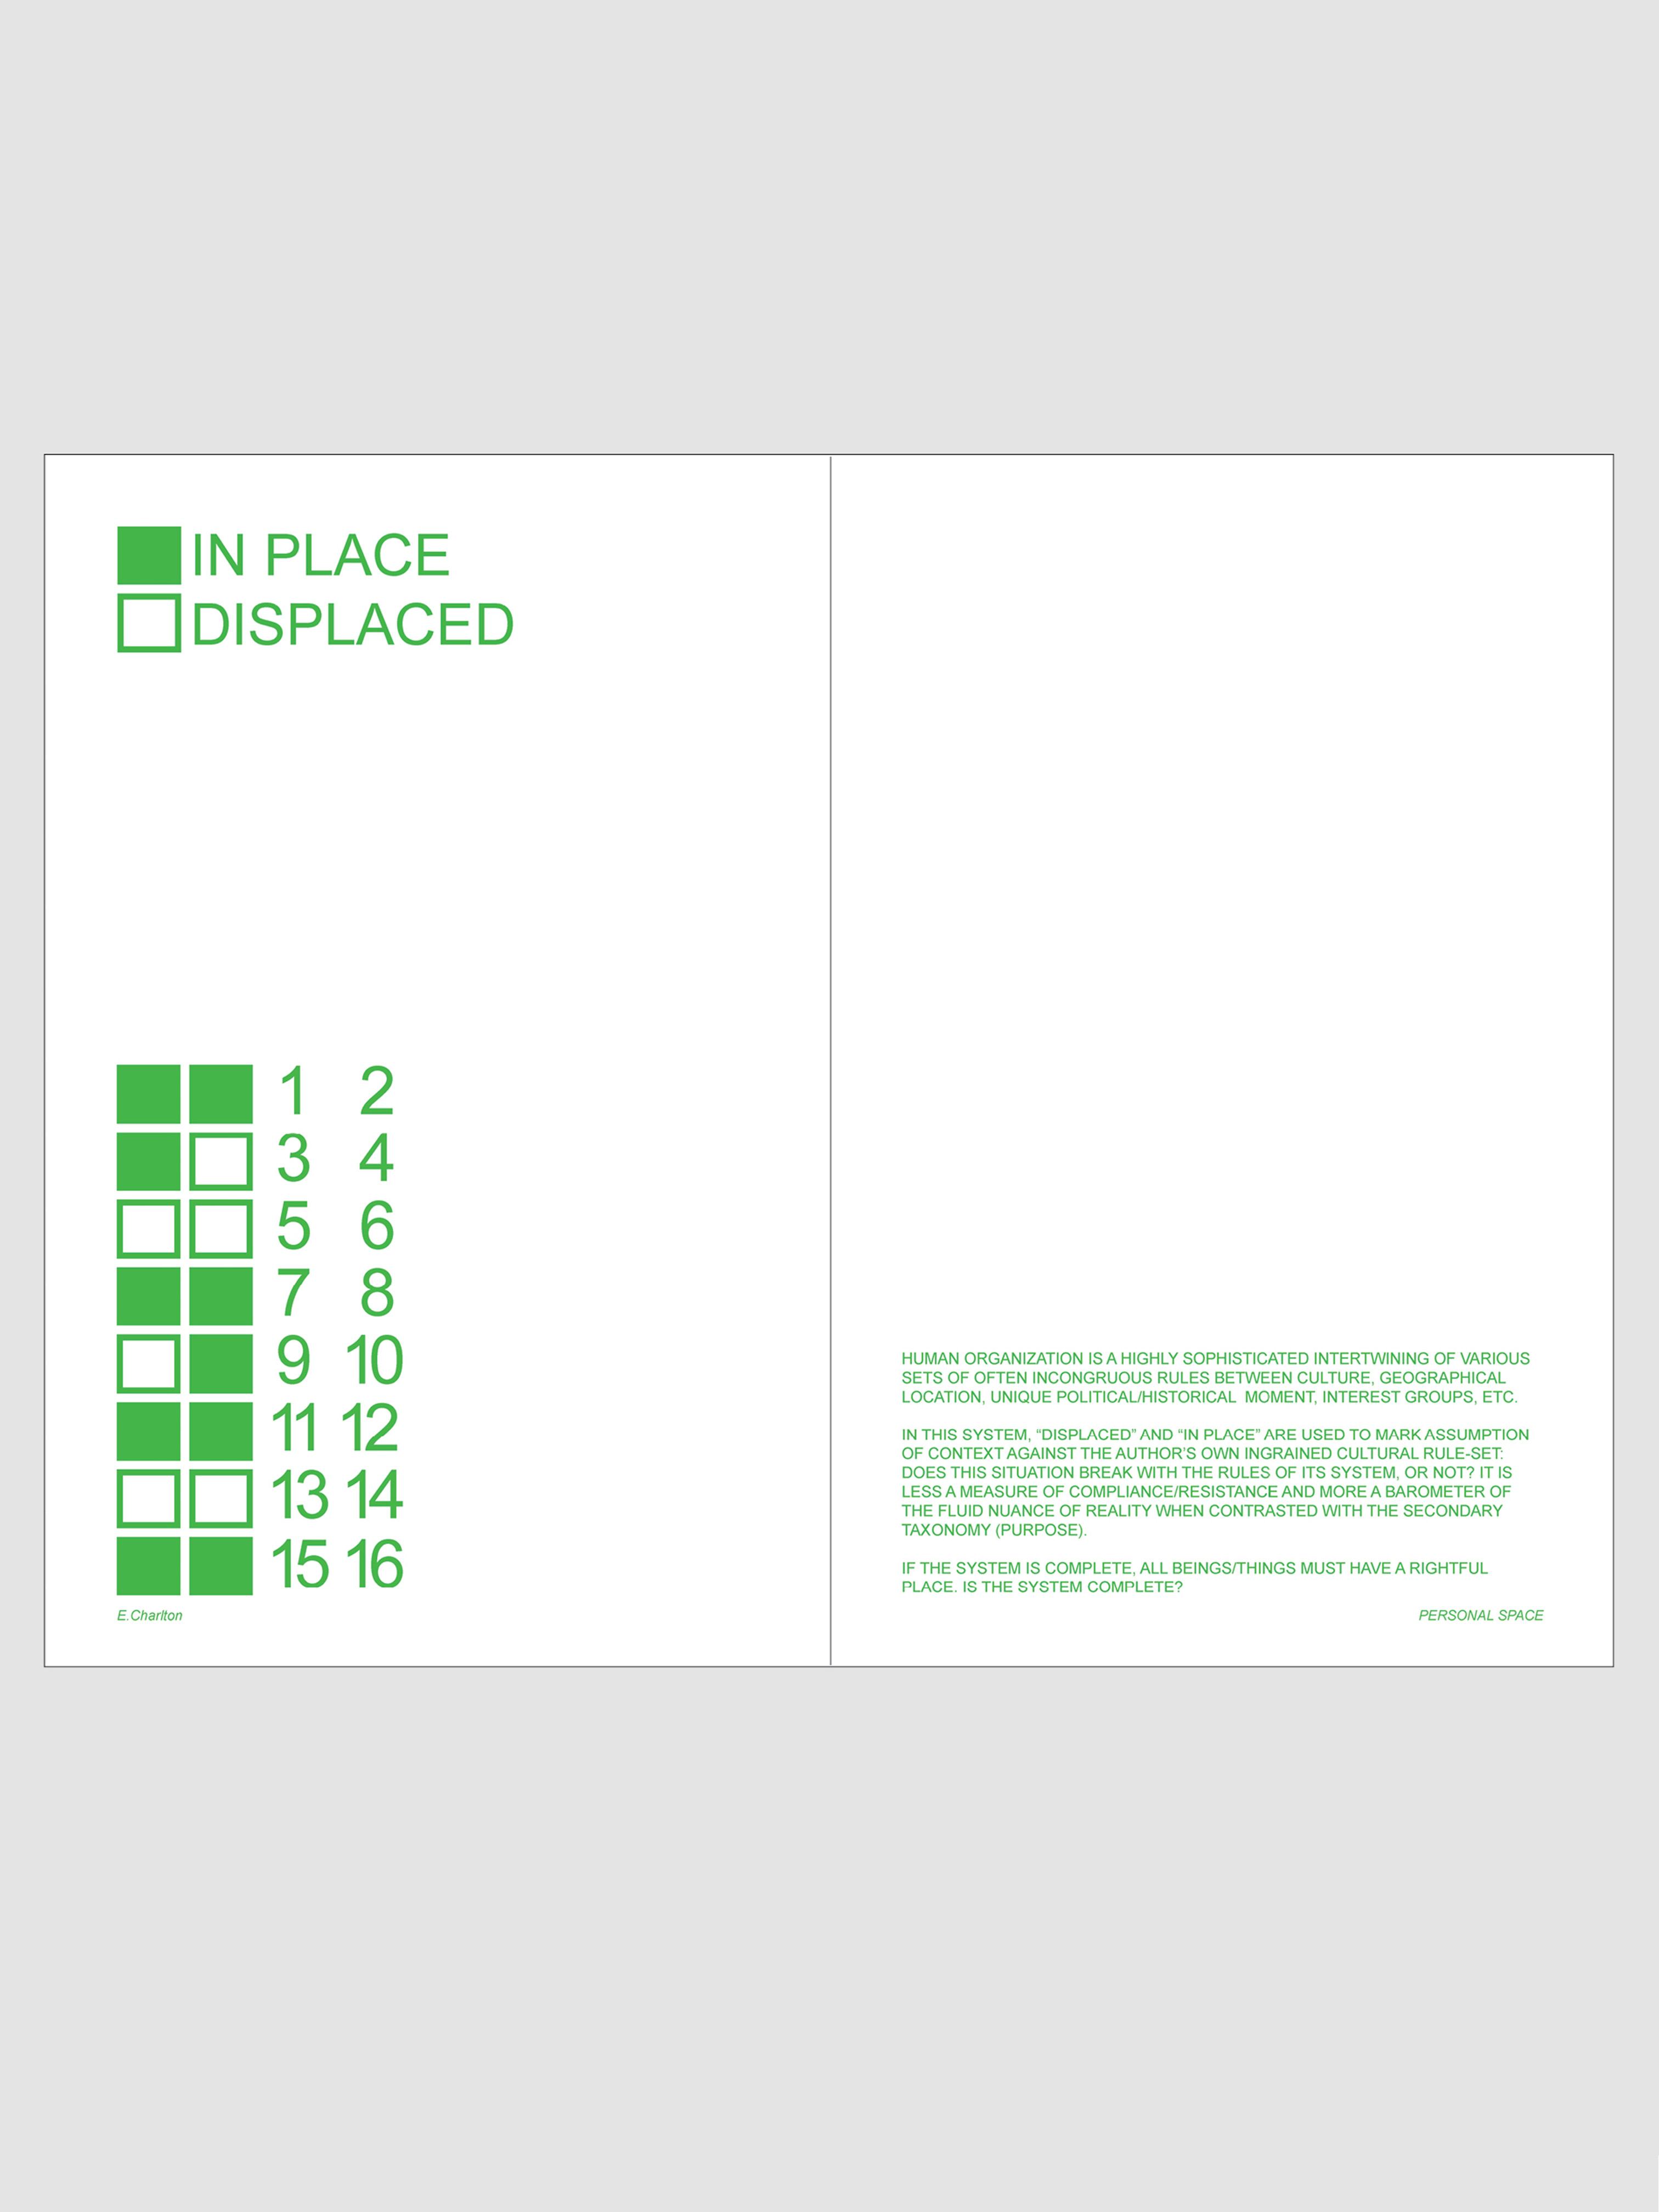 IN PLACE
DISPLACED
1 2
3 4
5 6
7 8
9 10
11 12
13 14
15 16
E.Charlton
HUMAN ORGANIZATION IS A HIGHLY SOPHISTICATED INTERTWINING OF VARIOUS
SETS OF OFTEN INCONGRUOUS RULES BETWEEN CULTURE, GEOGRAPHICAL
LOCATION, UNIQUE POLITICAL/HISTORICAL  MOMENT, INTEREST GROUPS, ETC.
IN THIS SYSTEM, “DISPLACED” AND “IN PLACE” ARE USED TO MARK ASSUMPTION
OF CONTEXT AGAINST THE AUTHOR’S OWN INGRAINED CULTURAL RULE-SET:
DOES THIS SITUATION BREAK WITH THE RULES OF ITS SYSTEM, OR NOT? IT IS
LESS A MEASURE OF COMPLIANCE/RESISTANCE AND MORE A BAROMETER OF
THE FLUID NUANCE OF REALITY WHEN CONTRASTED WITH THE SECONDARY
TAXONOMY (PURPOSE).
IF THE SYSTEM IS COMPLETE, ALL BEINGS/THINGS MUST HAVE A RIGHTFUL
PLACE. IS THE SYSTEM COMPLETE?
PERSONAL SPACE